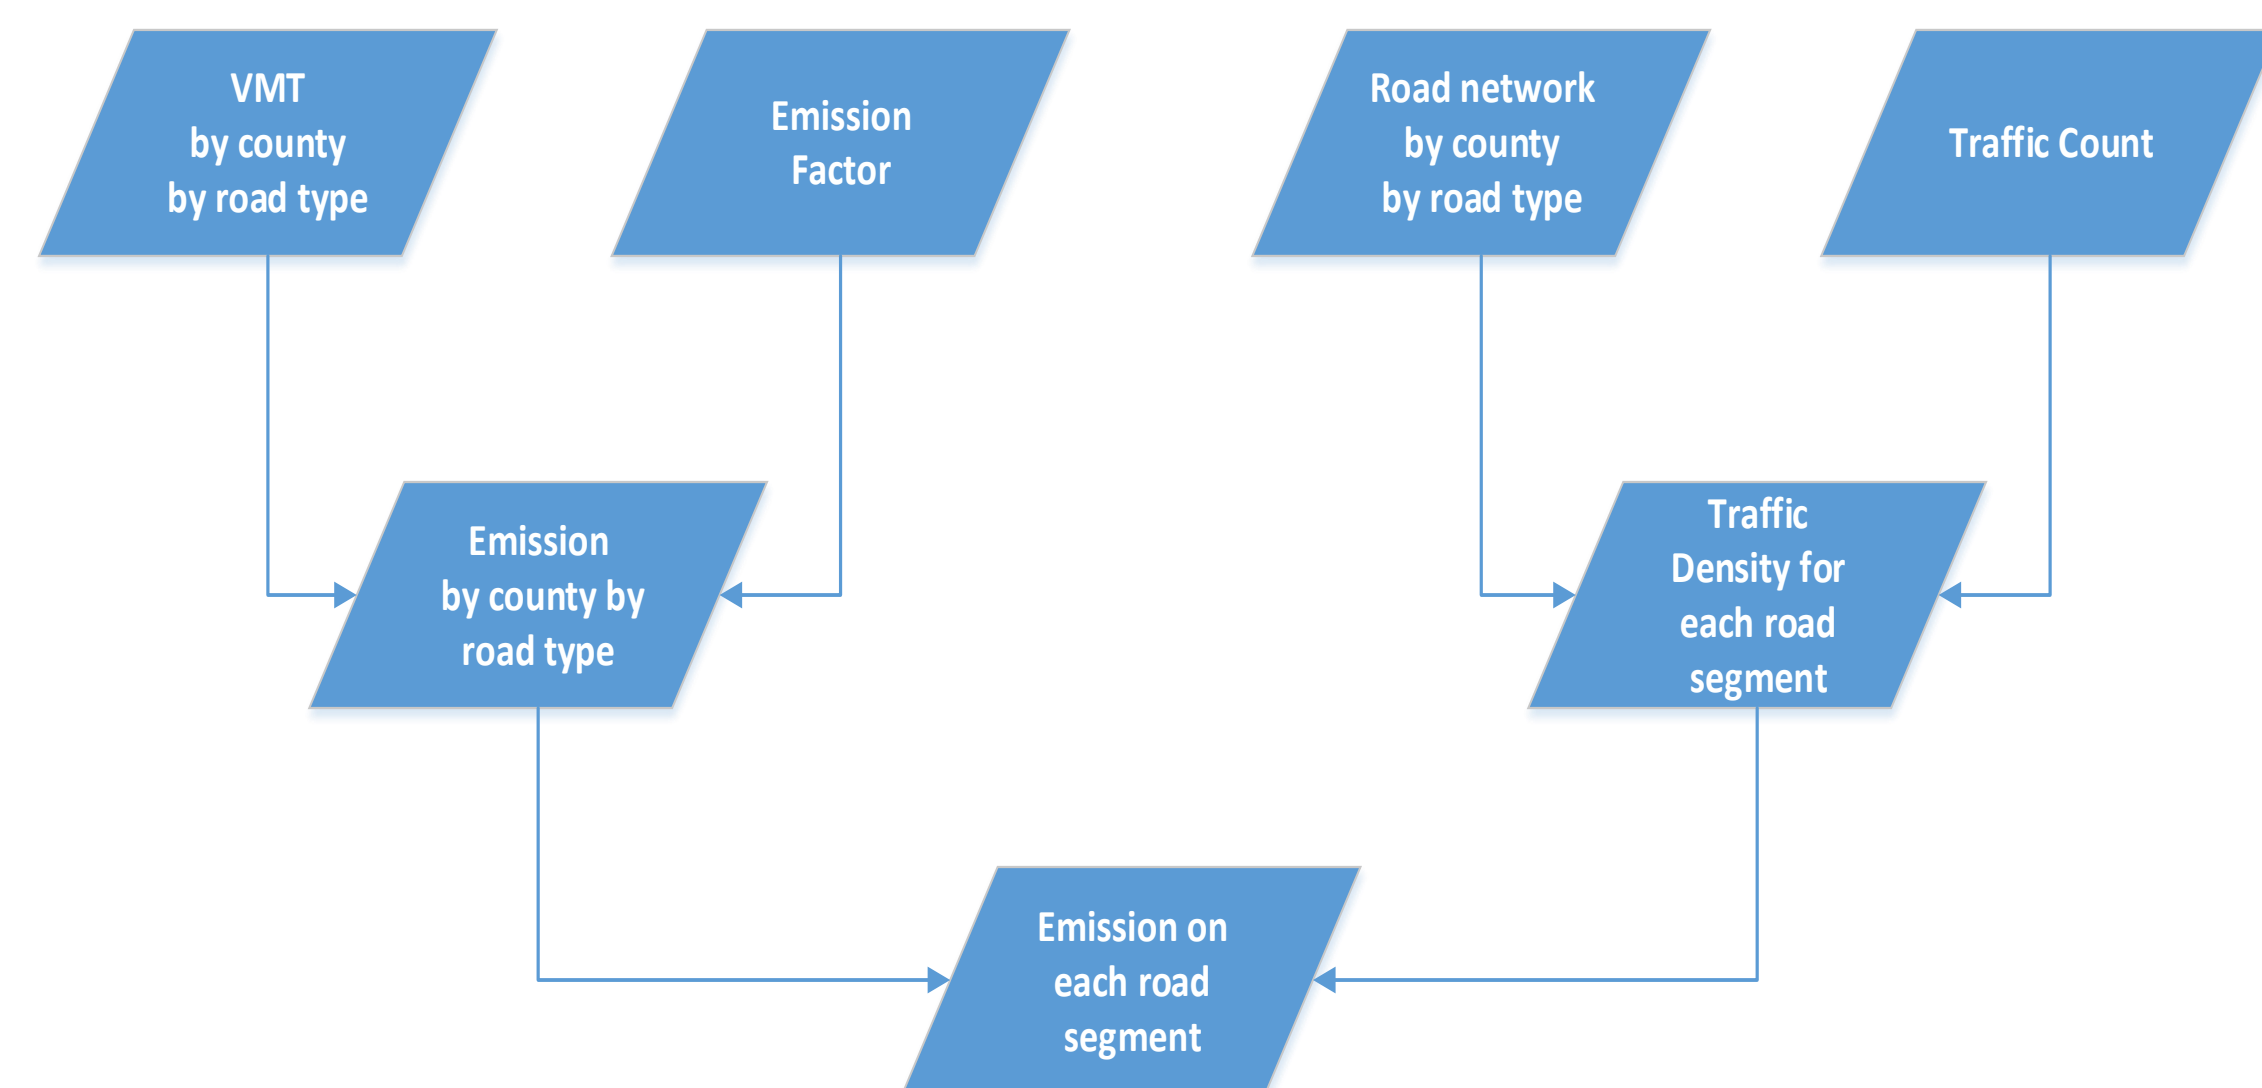 VMT
by county
by road type
Emission
Factor
Road network
by county
by road type
Traffic Count
Emission
by county by
road type
Traffic
Density for
each road
segment
Emission on
each road
segment